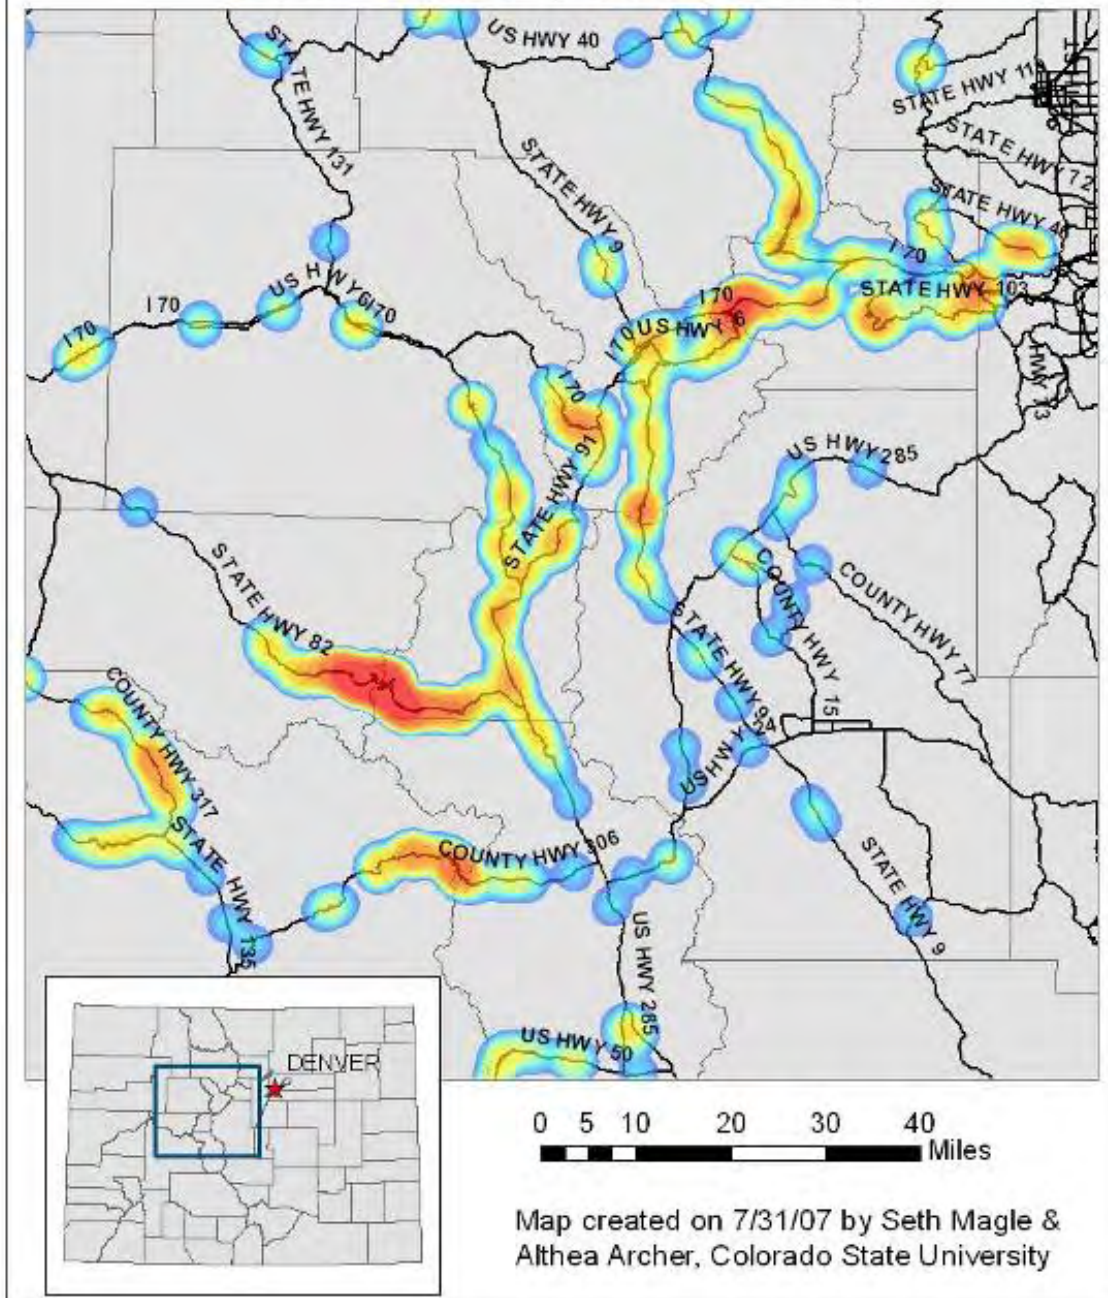 US HWY 40
STATE HWY 131
STATE HWY 11
STATE HWY 72
STATE HWY 9
STATE HWY 46
I 70
STATE HWY 103
I 70
US HWY 6
I 70
I 70
US HWY 6
I 70
I 70
HWY 73
I 70
STATE HWY 91
US HWY 285
STATE HWY 82
COUNTY HWY 15
COUNTY HWY 77
STATE HWY 9
US HWY 24
COUNTY HWY 317
STATE HWY 135
COUNTY HWY 306
STATE HWY 9
US HWY 285
US HWY 50
DENVER
0 5 10 20 30 40
Miles
Map created on 7/31/07 by Seth Magle &
Althea Archer, Colorado State University